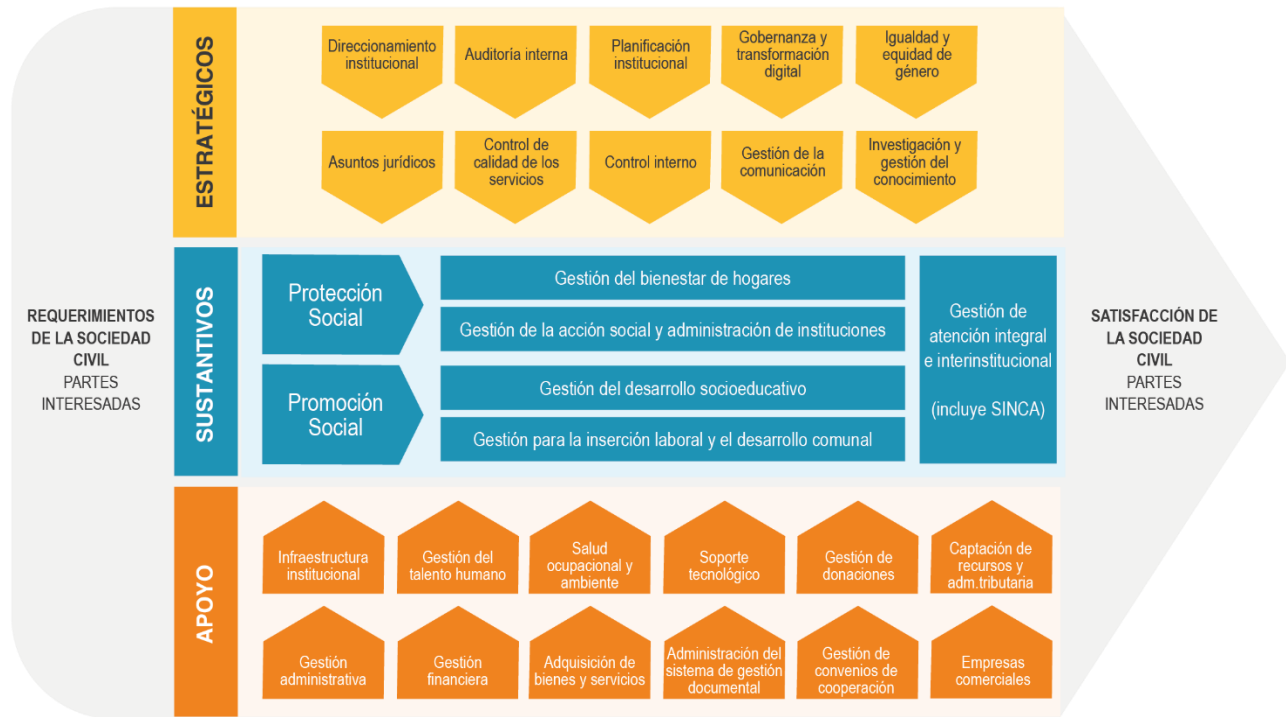 REQUERIMIENTOS
DE LA SOCIEDAD
CIVIL
PARTES
INTERESADAS
ESTRATÉGICOS
Direccionamiento
institucional
Auditoría interna
Planificación
institucional
Gobernanza y
transformación
digital
Igualdad y
equidad de
género
Asuntos jurídicos
Control de
calidad de los
servicios
Control interno
Gestión de la
comunicación
Investigación y
gestión del
conocimiento
SUSTANTIVOS
Protección
Social
Gestión del bienestar de hogares
Gestión de la acción social y administración de instituciones
Promoción
Social
Gestión del desarrollo socioeducativo
Gestión para la inserción laboral y el desarrollo comunal
Gestión de
atención integral
e interinstitucional
(incluye SINCA)
APOYO
Infraestructura
institucional
Gestión del
talento humano
Salud
ocupacional y
ambiente
Soporte
tecnológico
Gestión de
donaciones
Captación de
recursos y
adm.tributaria
Gestión
administrativa
Gestión
financiera
Adquisición de
bienes y servicios
Administración del
sistema de gestión
documental
Gestión de
convenios de
cooperación
Empresas
comerciales
SATISFACCIÓN DE
LA SOCIEDAD
CIVIL
PARTES
INTERESADAS